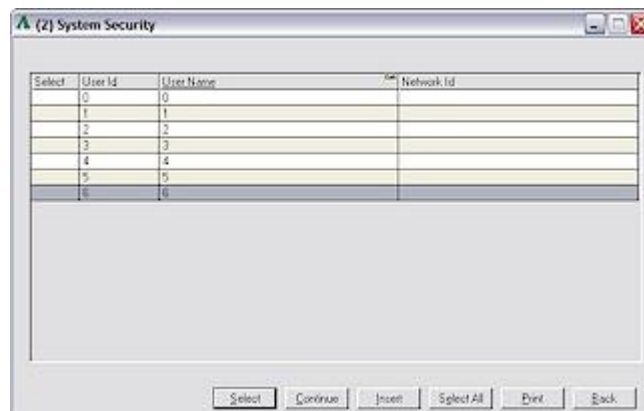 (2) System Security
Select User Id User Name Network Id
0 0
1 1
2 2
3 3
4 4
5 5
6 6
Select Continue Insert Select All Print Back